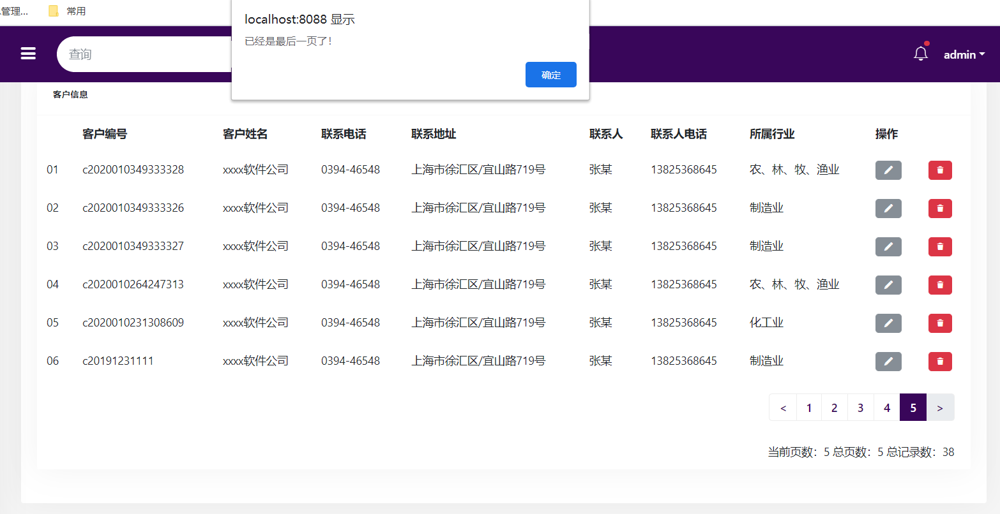 管理...
常用
localhost:8088 显示
已经是最后一页了!
确定
查询
admin
客户信息
客户编号 客户姓名 联系电话 联系地址 联系人 联系人电话 所属行业 操作
01 c2020010349333328 xxxx软件公司 0394-46548 上海市徐汇区/宜山路719号 张某 13825368645 农、林、牧、渔业
02 c2020010349333326 xxxx软件公司 0394-46548 上海市徐汇区/宜山路719号 张某 13825368645 制造业
03 c2020010349333327 xxxx软件公司 0394-46548 上海市徐汇区/宜山路719号 张某 13825368645 制造业
04 c2020010264247313 xxxx软件公司 0394-46548 上海市徐汇区/宜山路719号 张某 13825368645 农、林、牧、渔业
05 c2020010231308609 xxxx软件公司 0394-46548 上海市徐汇区/宜山路719号 张某 13825368645 化工业
06 c20191231111 xxxx软件公司 0394-46548 上海市徐汇区/宜山路719号 张某 13825368645 制造业
< 1 2 3 4 5 >
当前页数：5 总页数：5 总记录数：38